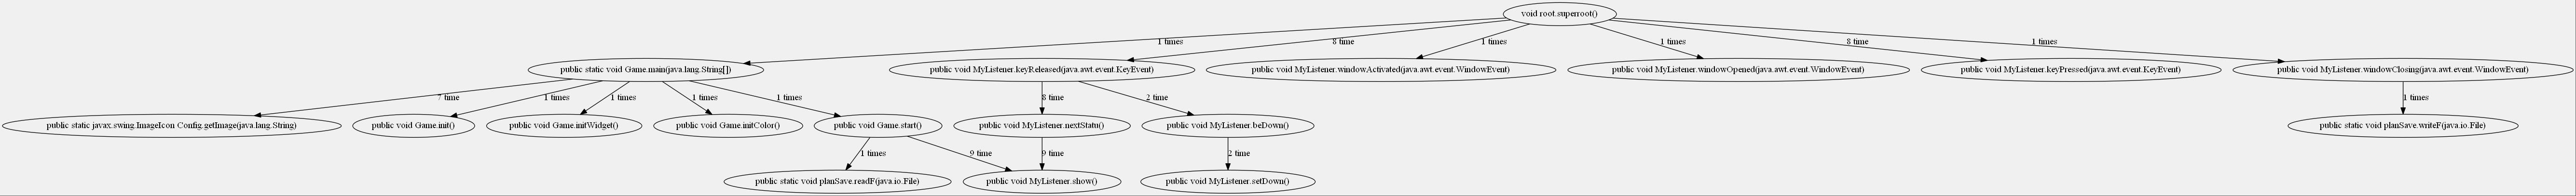 void root.superroot()
1 times
8 time
1 times
1 times
8 time
1 times
public static void Game.main(java.lang.String[])
public void MyListener.keyReleased(java.awt.event.KeyEvent)
public void MyListener.windowActivated(java.awt.event.WindowEvent)
public void MyListener.windowOpened(java.awt.event.WindowEvent)
public void MyListener.keyPressed(java.awt.event.KeyEvent)
public void MyListener.windowClosing(java.awt.event.WindowEvent)
7 time
1 times
1 times
1 times
1 times
8 time
2 time
1 times
public static javax.swing.ImageIcon Config.getImage(java.lang.String)
public void Game.init()
public void Game.initWidget()
public void Game.initColor()
public void Game.start()
public void MyListener.nextStatu()
public void MyListener.beDown()
public static void planSave.writeF(java.io.File)
1 times
9 time
9 time
2 time
public static void planSave.readF(java.io.File)
public void MyListener.show()
public void MyListener.setDown()